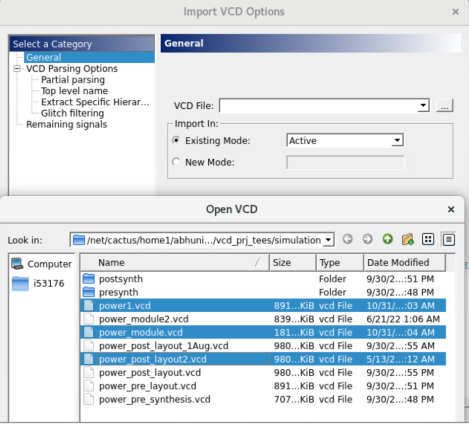 Import VCD Options
Select a Category
General
VCD Parsing Options
Partial parsing
Top level name
Extract Specific Hierar...
Glitch filtering
Remaining signals
General
VCD File:
...
Import In:
Existing Mode: Active
New Mode:
Open VCD
Look in: /net/cactus/home1/abhuni.../vcd_prj_tees/simulation
Computer
i53176
Name Size Type Date Modified
postsynth Folder 9/30/2...:51 PM
presynth Folder 9/30/2...:48 PM
power1.vcd 891...KiB vcd File 10/31/...:03 AM
power_module2.vcd 839...KiB vcd File 6/21/22 1:06 AM
power_module.vcd 181...KiB vcd File 10/31/...:04 AM
power_post_layout_1Aug.vcd 980...KiB vcd File 9/30/2...:55 AM
power_post_layout2.vcd 980...KiB vcd File 5/13/2...:12 AM
power_post_layout.vcd 980...KiB vcd File 9/30/2...:55 PM
power_pre_layout.vcd 891...KiB vcd File 9/30/2...:51 PM
power_pre_synthesis.vcd 707...KiB vcd File 9/30/2...:48 PM